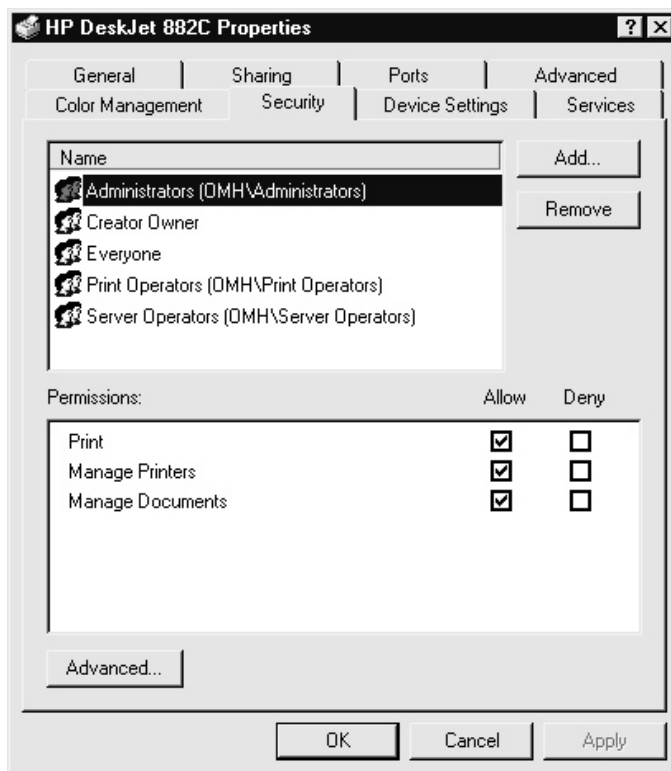 HP DeskJet 882C Properties
General Sharing Ports Advanced
Color Management Security Device Settings Services
Name
Add...
Administrators (OMH\Administrators)
Remove
Creator Owner
Everyone
Print Operators (OMH\Print Operators)
Server Operators (OMH\Server Operators)
Permissions: Allow Deny
Print
Manage Printers
Manage Documents
Advanced...
OK Cancel Apply